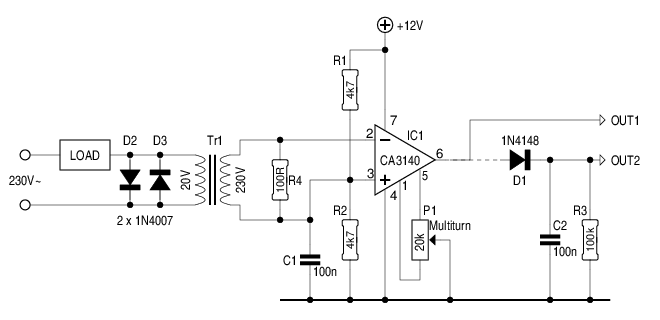 +12V
R1
4k7
7
IC1
OUT1
D2
D3
Tr1
2
CA3140
6
1N4148
OUT2
LOAD
20V
230V
100R
R4
3
1
5
D1
230V~
4
2 x 1N4007
R2
4k7
P1
Multiturn
20k
C2
100n
R3
100k
C1
100n